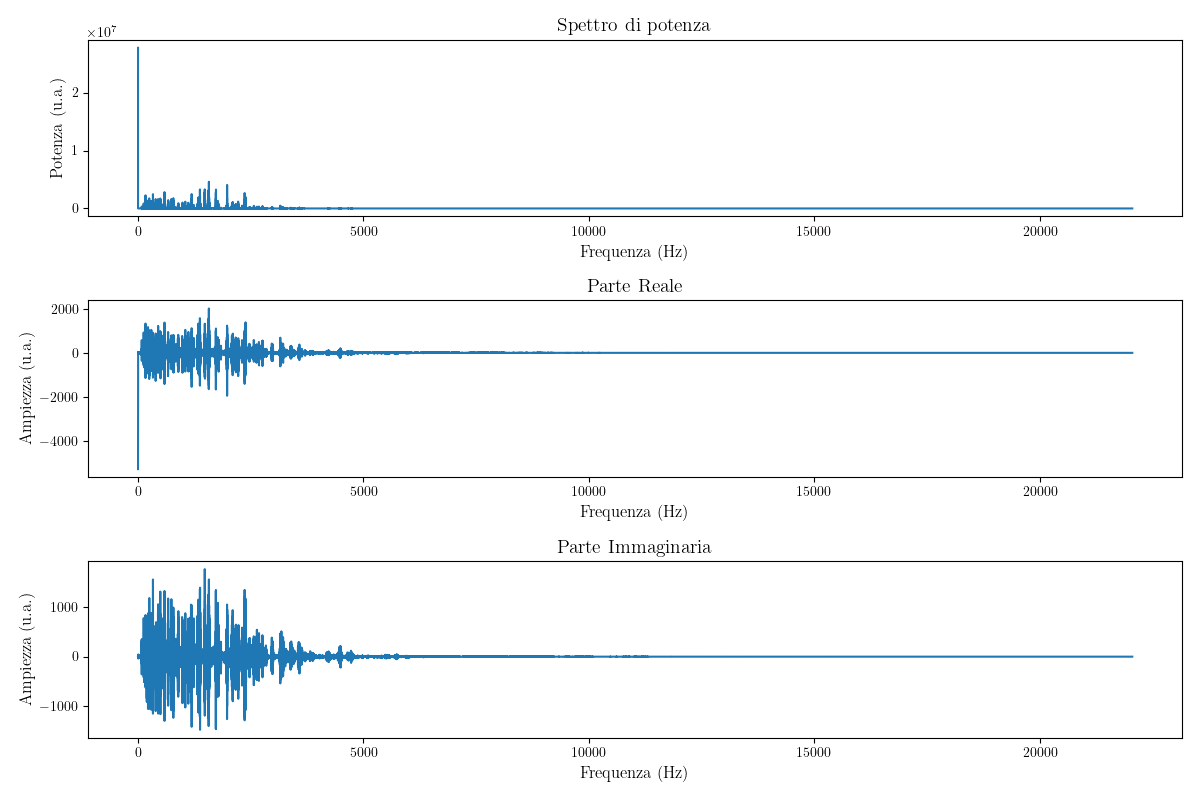 Spettro di potenza
×10⁷
2
1
0
Potenza (u.a.)
0 5000 10000 15000 20000
Frequenza (Hz)
Parte Reale
2000
0
−2000
−4000
Ampiezza (u.a.)
0 5000 10000 15000 20000
Frequenza (Hz)
Parte Immaginaria
1000
0
−1000
Ampiezza (u.a.)
0 5000 10000 15000 20000
Frequenza (Hz)